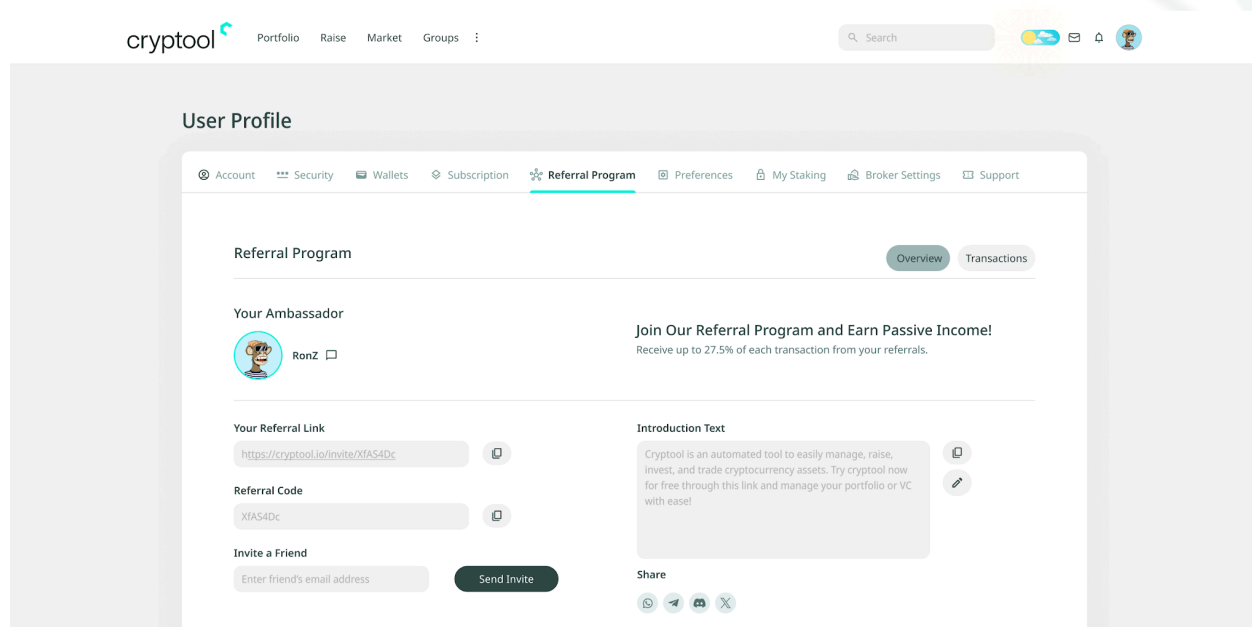 cryptool
Portfolio Raise Market Groups
Search
User Profile
Account Security Wallets Subscription Referral Program Preferences My Staking Broker Settings Support
Referral Program
Overview Transactions
Your Ambassador
RonZ
Join Our Referral Program and Earn Passive Income!
Receive up to 27.5% of each transaction from your referrals.
Your Referral Link
https://cryptool.io/invite/XfAS4Dc
Referral Code
XfAS4Dc
Invite a Friend
Enter friend's email address
Send Invite
Introduction Text
Cryptool is an automated tool to easily manage, raise,
invest, and trade cryptocurrency assets. Try cryptool now
for free through this link and manage your portfolio or VC
with ease!
Share